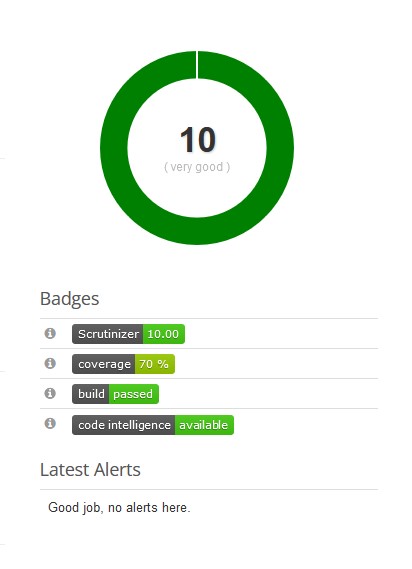 10
( very good )
Badges
Scrutinizer 10.00
coverage 70 %
build passed
code intelligence available
Latest Alerts
Good job, no alerts here.